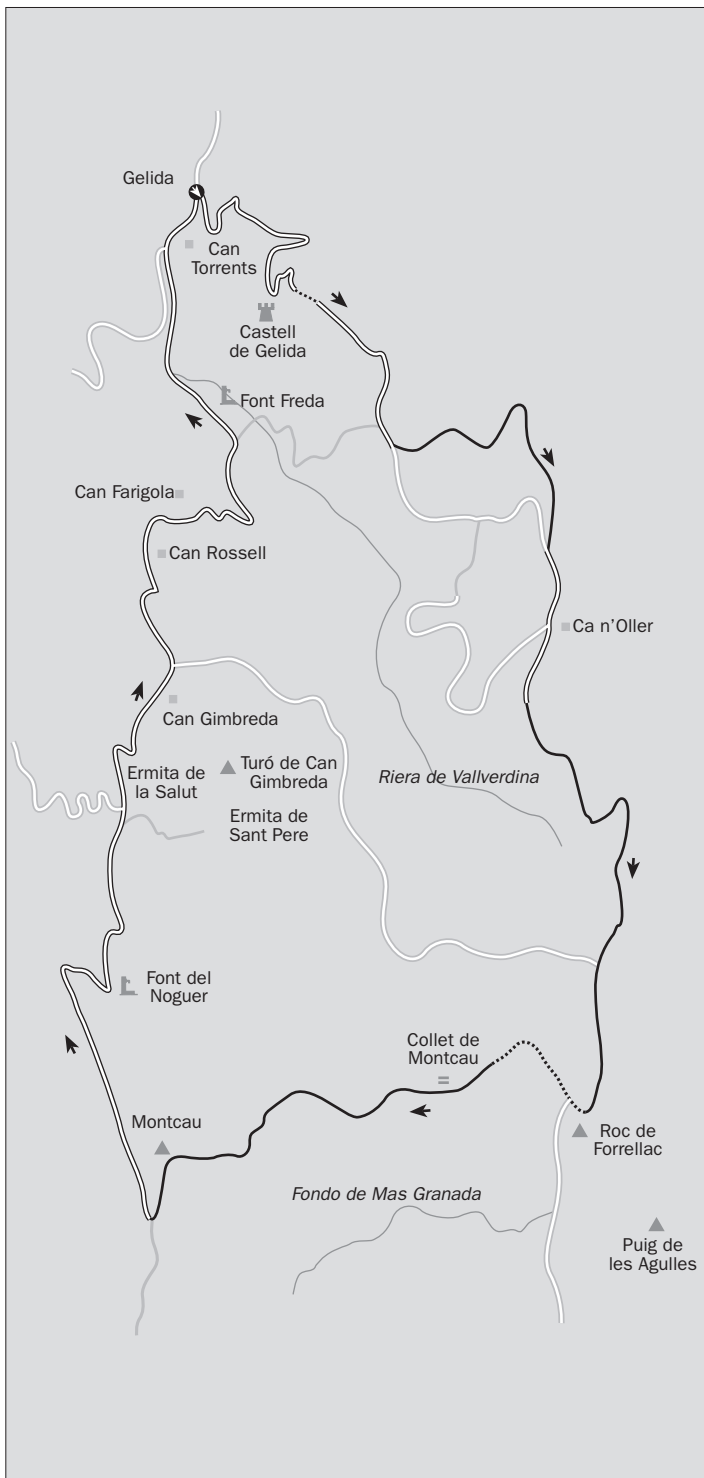 Gelida
Can
Torrents
Castell
de Gelida
Font Freda
Can Farigola
Can Rossell
Ca n'Oller
Can Gimbreda
Ermita de
la Salut
Turó de Can
Gimbreda
Riera de Vallverdina
Ermita de
Sant Pere
Font del
Noguer
Collet de
Montcau
Montcau
Roc de
Forrellac
Fondo de Mas Granada
Puig de
les Agulles